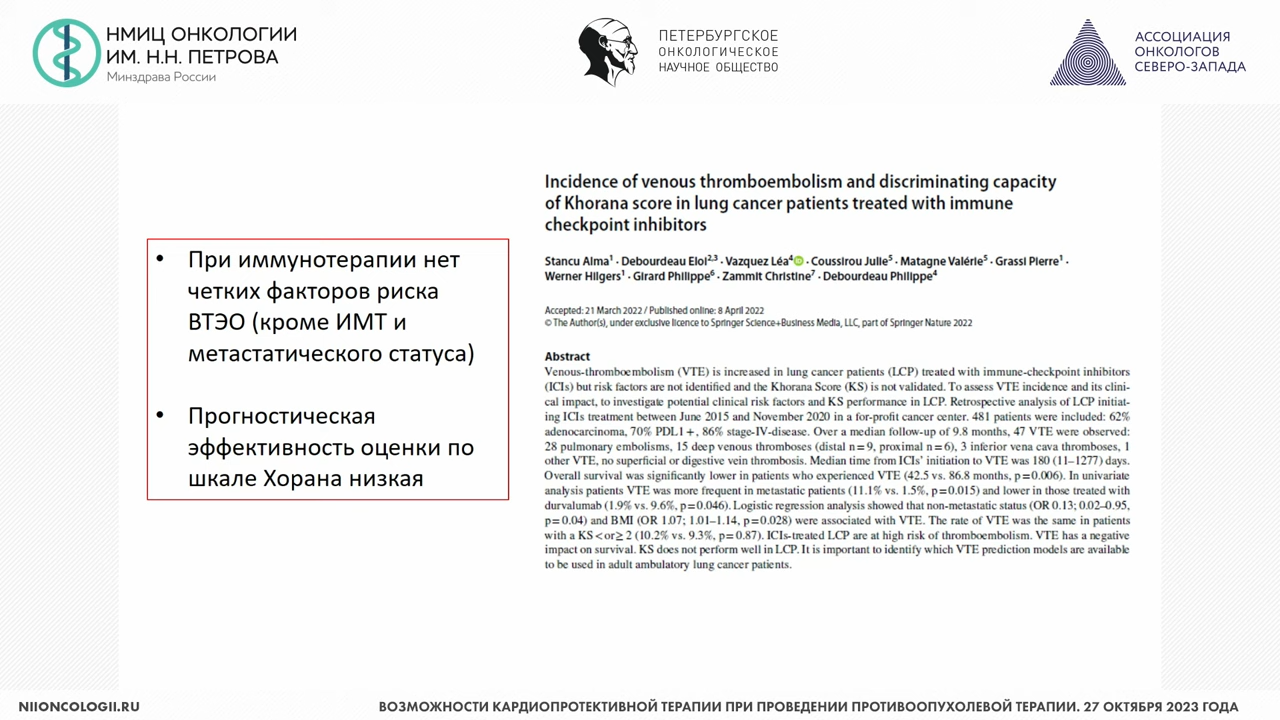 НМИЦ ОНКОЛОГИИ
ИМ. Н.Н. ПЕТРОВА
Минздрава России
ПЕТЕРБУРГСКОЕ
ОНКОЛОГИЧЕСКОЕ
НАУЧНОЕ ОБЩЕСТВО
АССОЦИАЦИЯ
ОНКОЛОГОВ
СЕВЕРО-ЗАПАДА
• При иммунотерапии нет
четких факторов риска
ВТЭО (кроме ИМТ и
метастатического статуса)
• Прогностическая
эффективность оценки по
шкале Хорана низкая
Incidence of venous thromboembolism and discriminating capacity
of Khorana score in lung cancer patients treated with immune
checkpoint inhibitors
Stancu Alma¹ · Debourdeau Eloi²,³ · Vazquez Léa⁴ · Coussirou Julie⁵ · Matagne Valérie⁵ · Grassi Pierre¹ ·
Werner Hilgers¹ · Girard Philippe⁶ · Zammit Christine⁷ · Debourdeau Philippe⁴
Accepted: 21 March 2022 / Published online: 8 April 2022
© The Author(s), under exclusive licence to Springer Science+Business Media, LLC, part of Springer Nature 2022
Abstract
Venous-thromboembolism (VTE) is increased in lung cancer patients (LCP) treated with immune-checkpoint inhibitors
(ICIs) but risk factors are not identified and the Khorana Score (KS) is not validated. To assess VTE incidence and its clini-
cal impact, to investigate potential clinical risk factors and KS performance in LCP. Retrospective analysis of LCP initiat-
ing ICIs treatment between June 2015 and November 2020 in a for-profit cancer center. 481 patients were included: 62%
adenocarcinoma, 70% PDL1+, 86% stage-IV-disease. Over a median follow-up of 9.8 months, 47 VTE were observed:
28 pulmonary embolisms, 15 deep venous thromboses (distal n=9, proximal n=6), 3 inferior vena cava thromboses, 1
other VTE, no superficial or digestive vein thrombosis. Median time from ICIs' initiation to VTE was 180 (11–1277) days.
Overall survival was significantly lower in patients who experienced VTE (42.5 vs. 86.8 months, p=0.006). In univariate
analysis patients VTE was more frequent in metastatic patients (11.1% vs. 1.5%, p=0.015) and lower in those treated with
durvalumab (1.9% vs. 9.6%, p=0.046). Logistic regression analysis showed that non-metastatic status (OR 0.13; 0.02–0.95,
p=0.04) and BMI (OR 1.07; 1.01–1.14, p=0.028) were associated with VTE. The rate of VTE was the same in patients
with a KS<or≥2 (10.2% vs. 9.3%, p=0.87). ICIs-treated LCP are at high risk of thromboembolism. VTE has a negative
impact on survival. KS does not perform well in LCP. It is important to identify which VTE prediction models are available
to be used in adult ambulatory lung cancer patients.
NIIONCOLOGII.RU
ВОЗМОЖНОСТИ КАРДИОПРОТЕКТИВНОЙ ТЕРАПИИ ПРИ ПРОВЕДЕНИИ ПРОТИВООПУХОЛЕВОЙ ТЕРАПИИ. 27 ОКТЯБРЯ 2023 ГОДА